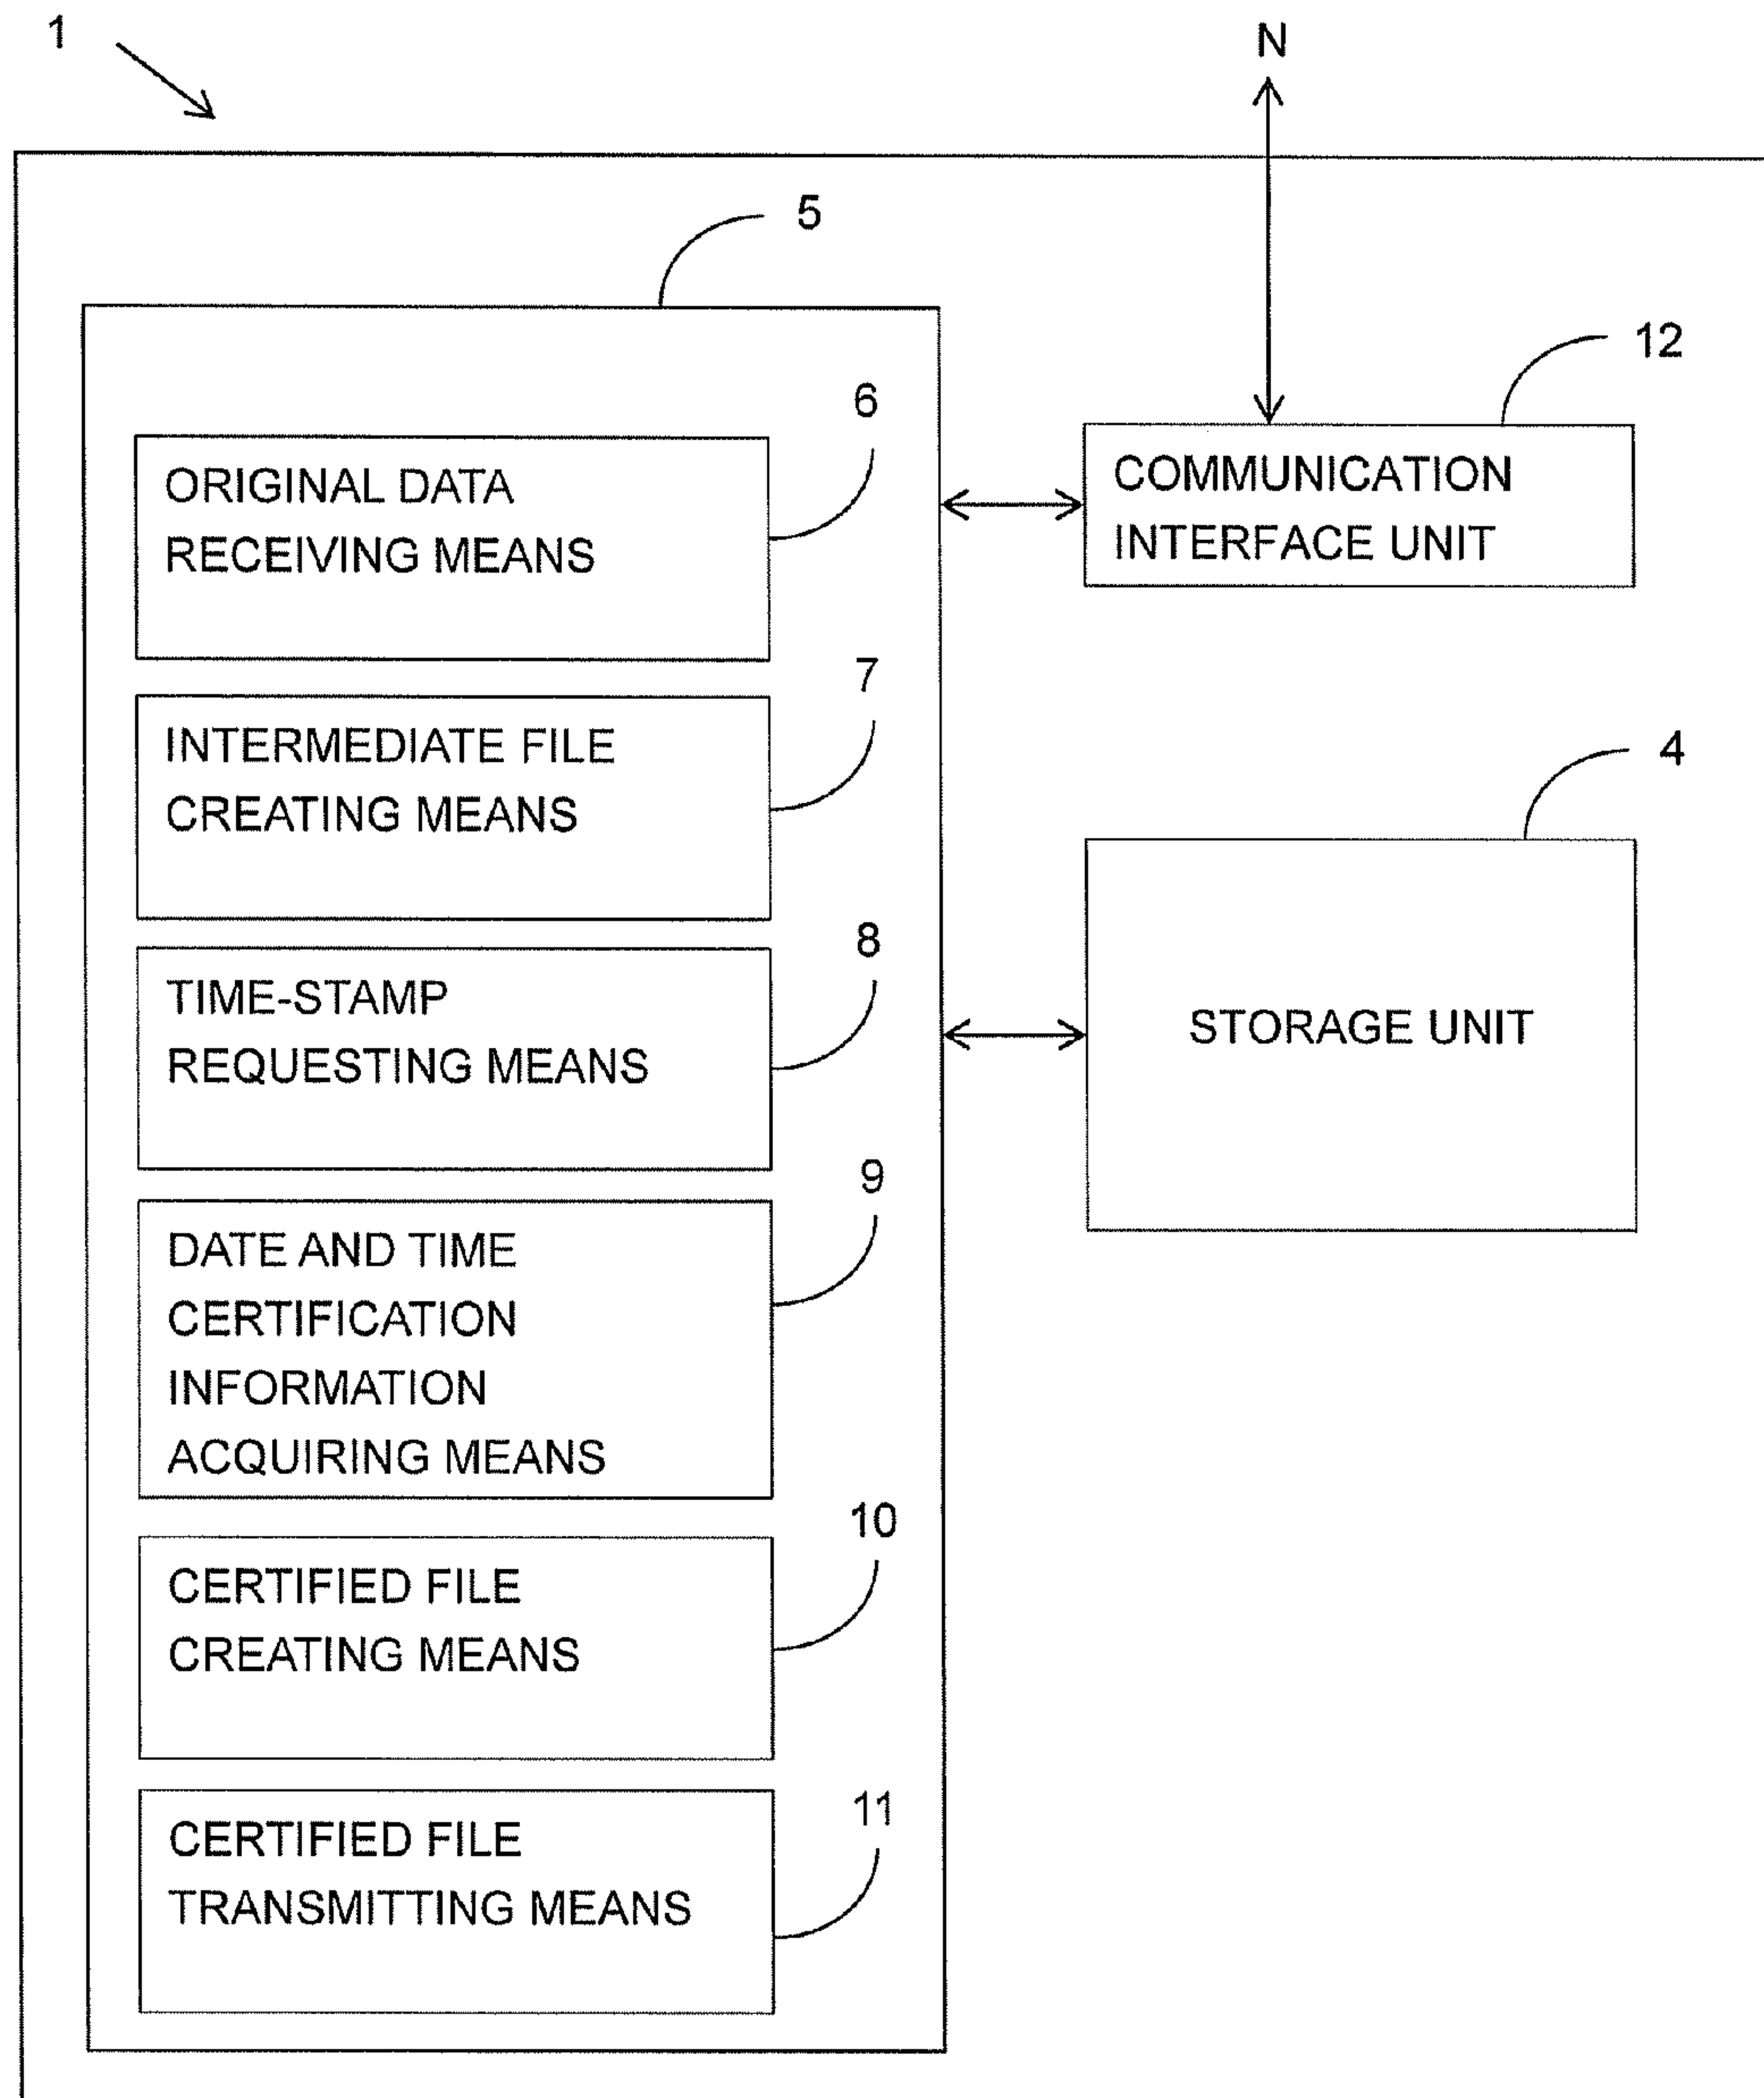 1
N
5
12
6
ORIGINAL DATA
RECEIVING MEANS
COMMUNICATION
INTERFACE UNIT
7
INTERMEDIATE FILE
CREATING MEANS
4
STORAGE UNIT
8
TIME-STAMP
REQUESTING MEANS
9
DATE AND TIME
CERTIFICATION
INFORMATION
ACQUIRING MEANS
10
CERTIFIED FILE
CREATING MEANS
11
CERTIFIED FILE
TRANSMITTING MEANS